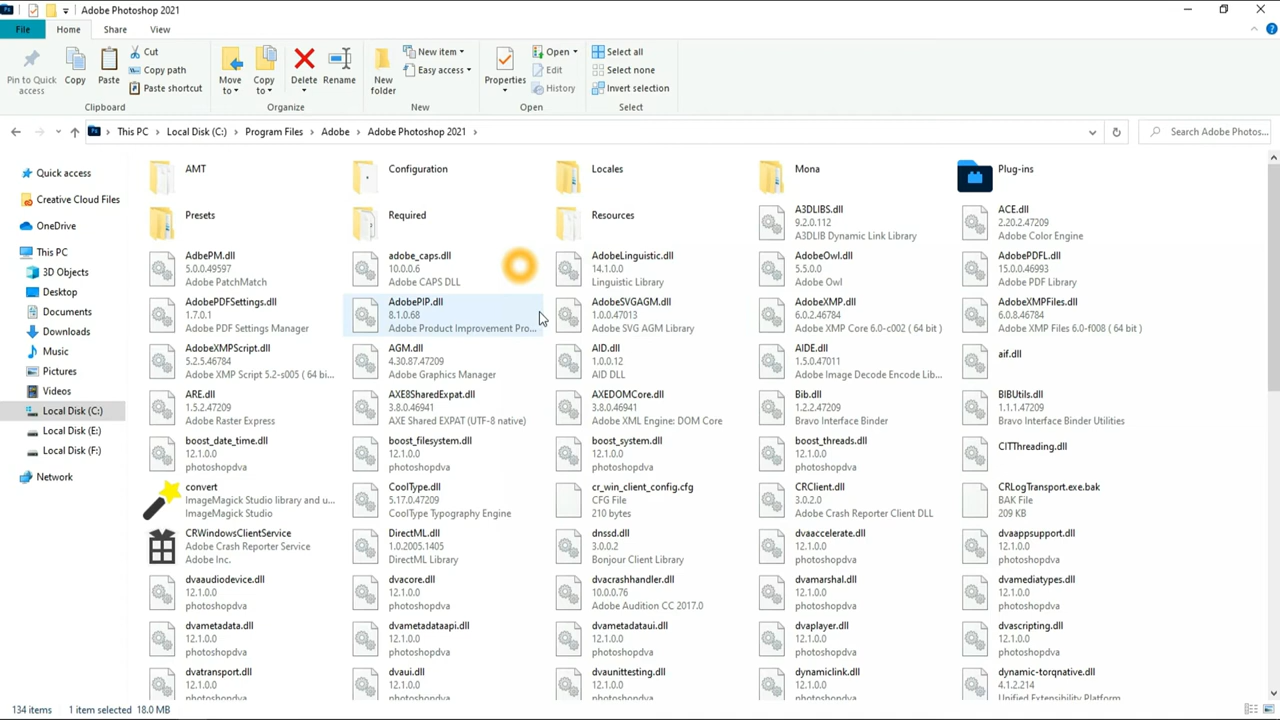 Adobe Photoshop 2021
File Home Share View
Pin to Quick access
Copy
Paste
Cut
Copy path
Paste shortcut
Clipboard
Move to
Copy to
Delete
Rename
Organize
New folder
New item
Easy access
New
Properties
Open
Edit
History
Open
Select all
Select none
Invert selection
Select
This PC > Local Disk (C:) > Program Files > Adobe > Adobe Photoshop 2021 >
Search Adobe Photos...
Quick access
Creative Cloud Files
OneDrive
This PC
3D Objects
Desktop
Documents
Downloads
Music
Pictures
Videos
Local Disk (C:)
Local Disk (E:)
Local Disk (F:)
Network
AMT
Configuration
Locales
Mona
Plug-ins
Presets
Required
Resources
A3DLIBS.dll
9.2.0.112
A3DLIB Dynamic Link Library
ACE.dll
2.20.2.47209
Adobe Color Engine
AdbePM.dll
5.0.0.49597
Adobe PatchMatch
adobe_caps.dll
10.0.0.6
Adobe CAPS DLL
AdobeLinguistic.dll
14.1.0.0
Linguistic Library
AdobeOwl.dll
5.5.0.0
Adobe Owl
AdobePDFL.dll
15.0.0.46993
Adobe PDF Library
AdobePDFSettings.dll
1.7.0.1
Adobe PDF Settings Manager
AdobePIP.dll
8.1.0.68
Adobe Product Improvement Pro...
AdobeSVGAGM.dll
1.0.0.47013
Adobe SVG AGM Library
AdobeXMP.dll
6.0.2.46784
Adobe XMP Core 6.0-c002 ( 64 bit )
AdobeXMPFiles.dll
6.0.8.46784
Adobe XMP Files 6.0-f008 ( 64 bit )
AdobeXMPScript.dll
5.2.5.46784
Adobe XMP Script 5.2-s005 ( 64 bi...
AGM.dll
4.30.87.47209
Adobe Graphics Manager
AID.dll
1.0.0.12
AID DLL
AIDE.dll
1.5.0.47011
Adobe Image Decode Encode Lib...
aif.dll
ARE.dll
1.5.2.47209
Adobe Raster Express
AXE8SharedExpat.dll
3.8.0.46941
AXE Shared EXPAT (UTF-8 native)
AXEDOMCore.dll
3.8.0.46941
Adobe XML Engine: DOM Core
Bib.dll
1.2.2.47209
Bravo Interface Binder
BIBUtils.dll
1.1.1.47209
Bravo Interface Binder Utilities
boost_date_time.dll
12.1.0.0
photoshopdva
boost_filesystem.dll
12.1.0.0
photoshopdva
boost_system.dll
12.1.0.0
photoshopdva
boost_threads.dll
12.1.0.0
photoshopdva
CITThreading.dll
convert
ImageMagick Studio library and u...
ImageMagick Studio
CoolType.dll
5.17.0.47209
CoolType Typography Engine
cr_win_client_config.cfg
CFG File
210 bytes
CRClient.dll
3.0.2.0
Adobe Crash Reporter Client DLL
CRLogTransport.exe.bak
BAK File
209 KB
CRWindowsClientService
Adobe Crash Reporter Service
Adobe Inc.
DirectML.dll
1.0.2005.1405
DirectML Library
dnssd.dll
3.0.0.2
Bonjour Client Library
dvaaccelerate.dll
12.1.0.0
photoshopdva
dvaappsupport.dll
12.1.0.0
photoshopdva
dvaaudiodevice.dll
12.1.0.0
photoshopdva
dvacore.dll
12.1.0.0
photoshopdva
dvacrashhandler.dll
10.0.0.76
Adobe Audition CC 2017.0
dvamarshal.dll
12.1.0.0
photoshopdva
dvamediatypes.dll
12.1.0.0
photoshopdva
dvametadata.dll
12.1.0.0
photoshopdva
dvametadataapi.dll
12.1.0.0
photoshopdva
dvametadataui.dll
12.1.0.0
photoshopdva
dvaplayer.dll
12.1.0.0
photoshopdva
dvascripting.dll
12.1.0.0
photoshopdva
dvatransport.dll
12.1.0.0
photoshopdva
dvaui.dll
12.1.0.0
photoshopdva
dvaunittesting.dll
12.1.0.0
photoshopdva
dynamiclink.dll
12.1.0.0
photoshopdva
dynamic-torqnative.dll
4.1.2.214
Unified Extensibility Platform
134 items 1 item selected 18.0 MB